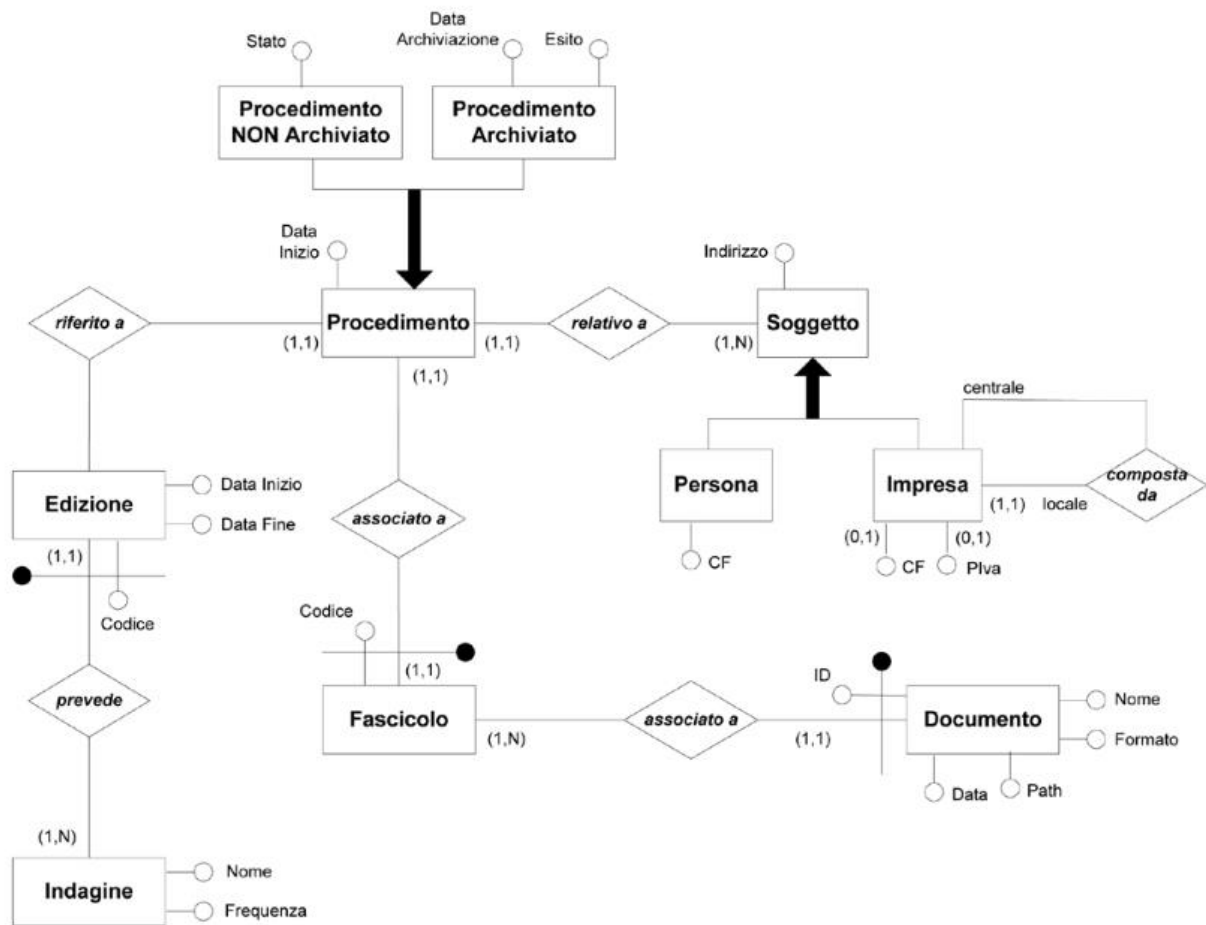 Stato
Data
Archiviazione
Esito
Procedimento
NON Archiviato
Procedimento
Archiviato
Data
Inizio
Indirizzo
riferito a
Procedimento
relativo a
Soggetto
(1,1)
(1,1)
(1,N)
(1,1)
centrale
Edizione
Data Inizio
Data Fine
associato a
Persona
Impresa
composta
da
(1,1)
locale
(1,1)
(0,1)
(0,1)
CF
CF
PIva
Codice
Codice
(1,1)
ID
prevede
Fascicolo
associato a
Documento
Nome
(1,N)
(1,1)
Formato
Data
Path
(1,N)
Indagine
Nome
Frequenza